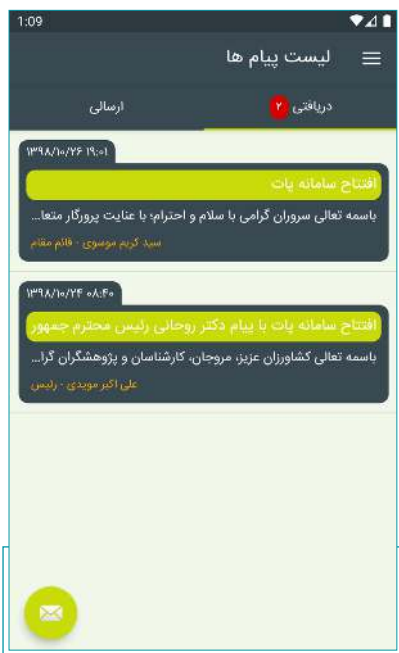 1:09
لیست پیام ها
دریافتی ۲
ارسالی
۱۳۹۸/۱۰/۲۶ ۱۹:۰۱
افتتاح سامانه پات
باسمه تعالی سروران گرامی با سلام و احترام؛ با عنایت پرورگار متعا...
سید کریم موسوی - قائم مقام
۱۳۹۸/۱۰/۲۴ ۰۸:۴۰
افتتاح سامانه پات با پیام دکتر روحانی رئیس محترم جمهور
باسمه تعالی کشاورزان عزیز، مروجان، کارشناسان و پژوهشگران گرا...
علی اکبر مویدی - رئیس